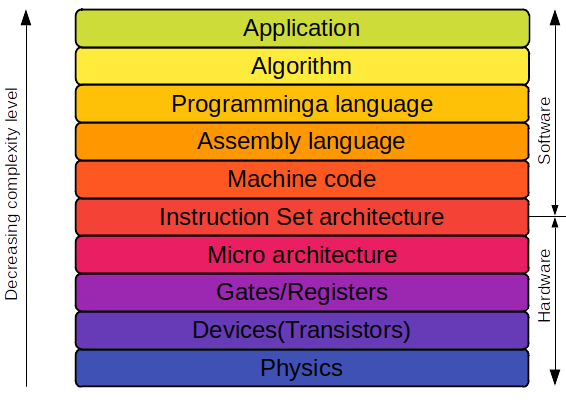 Application
Algorithm
Programminga language
Assembly language
Machine code
Instruction Set architecture
Micro architecture
Gates/Registers
Devices(Transistors)
Physics
Decreasing complexity level
Software
Hardware